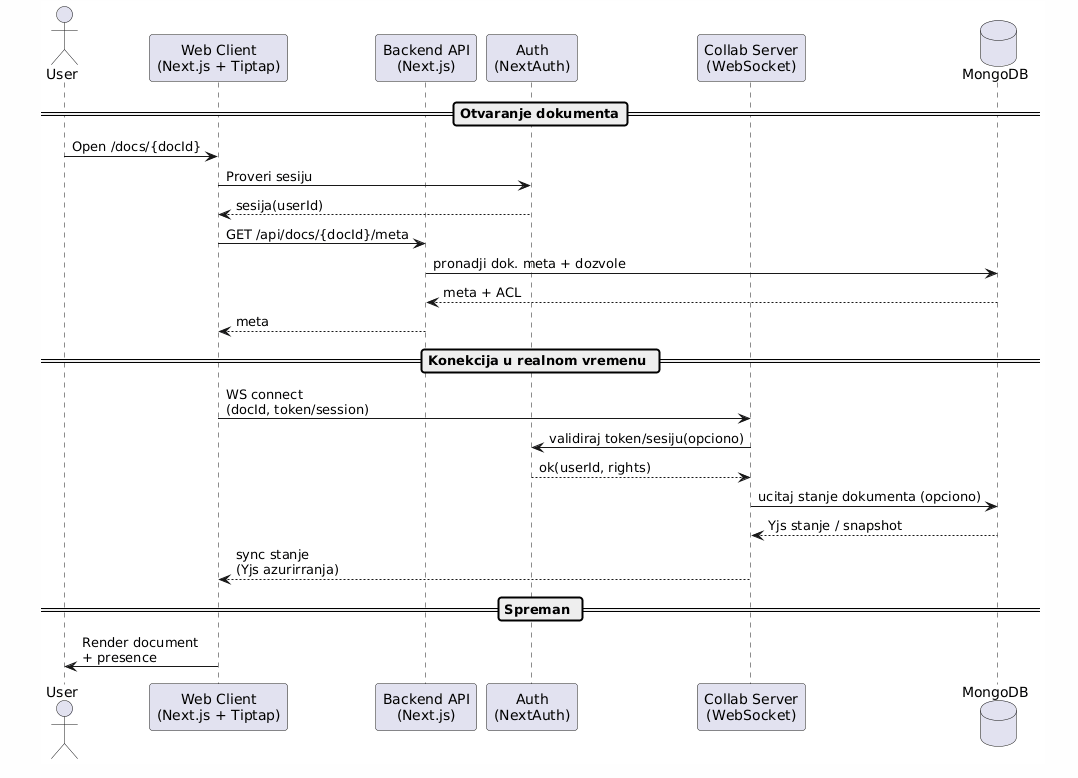 User
Web Client
(Next.js + Tiptap)
Backend API
(Next.js)
Auth
(NextAuth)
Collab Server
(WebSocket)
MongoDB
Otvaranje dokumenta
Open /docs/{docId}
Proveri sesiju
sesija(userId)
GET /api/docs/{docId}/meta
pronadji dok. meta + dozvole
meta + ACL
meta
Konekcija u realnom vremenu
WS connect
(docId, token/session)
validiraj token/sesiju(opciono)
ok(userId, rights)
ucitaj stanje dokumenta (opciono)
Yjs stanje / snapshot
sync stanje
(Yjs azurirranja)
Spreman
Render document
+ presence
User
Web Client
(Next.js + Tiptap)
Backend API
(Next.js)
Auth
(NextAuth)
Collab Server
(WebSocket)
MongoDB